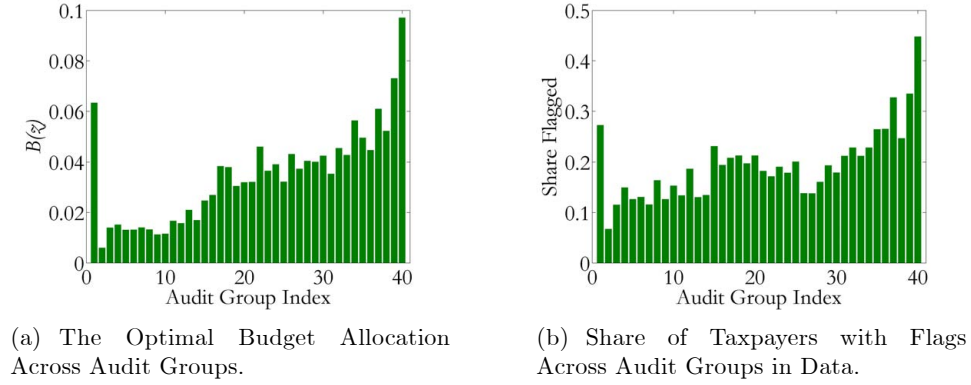 0.1
0.08
0.06
0.04
0.02
0
B(z)
0 10 20 30 40
Audit Group Index
(a) The Optimal Budget Allocation
Across Audit Groups.
0.5
0.4
0.3
0.2
0.1
0
Share Flagged
0 10 20 30 40
Audit Group Index
(b) Share of Taxpayers with Flags
Across Audit Groups in Data.